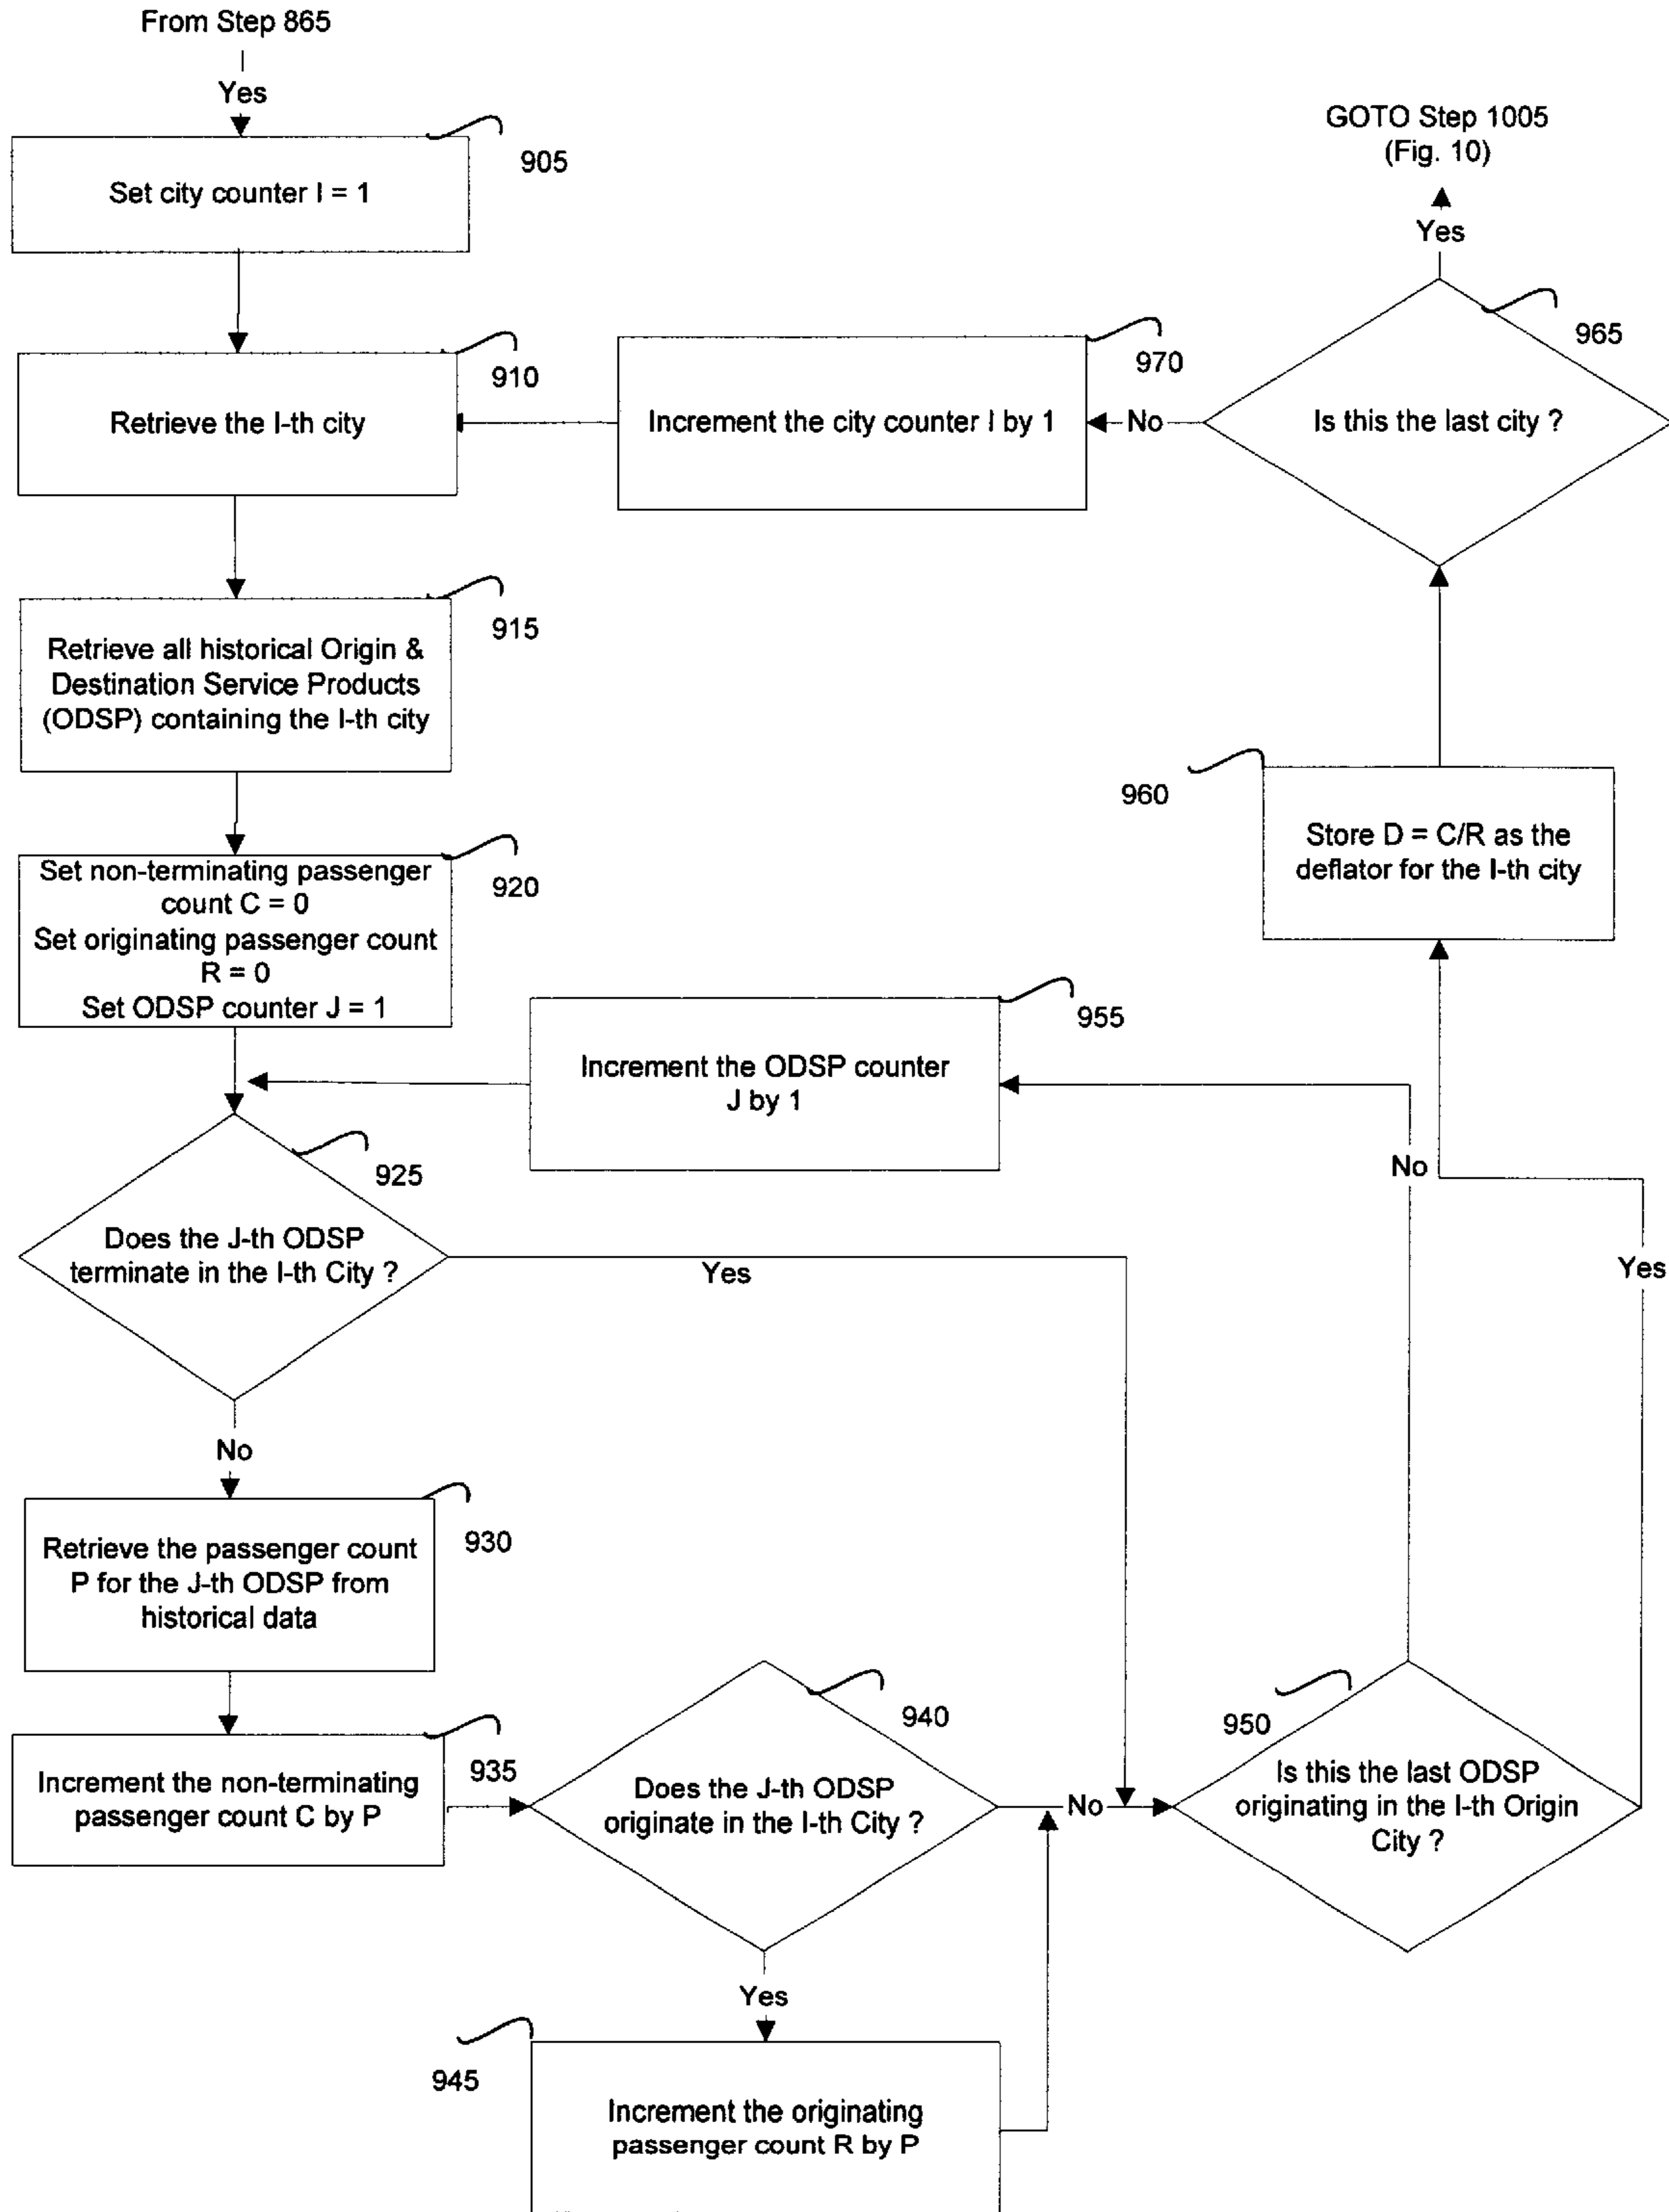 From Step 865
Yes
905
Set city counter I = 1
GOTO Step 1005
(Fig. 10)
Yes
965
Is this the last city ?
No
970
Increment the city counter I by 1
910
Retrieve the I-th city
915
Retrieve all historical Origin &
Destination Service Products
(ODSP) containing the I-th city
960
Store D = C/R as the
deflator for the I-th city
920
Set non-terminating passenger
count C = 0
Set originating passenger count
R = 0
Set ODSP counter J = 1
955
Increment the ODSP counter
J by 1
No
Yes
925
Does the J-th ODSP
terminate in the I-th City ?
Yes
No
930
Retrieve the passenger count
P for the J-th ODSP from
historical data
935
Increment the non-terminating
passenger count C by P
940
Does the J-th ODSP
originate in the I-th City ?
No
950
Is this the last ODSP
originating in the I-th Origin
City ?
Yes
945
Increment the originating
passenger count R by P